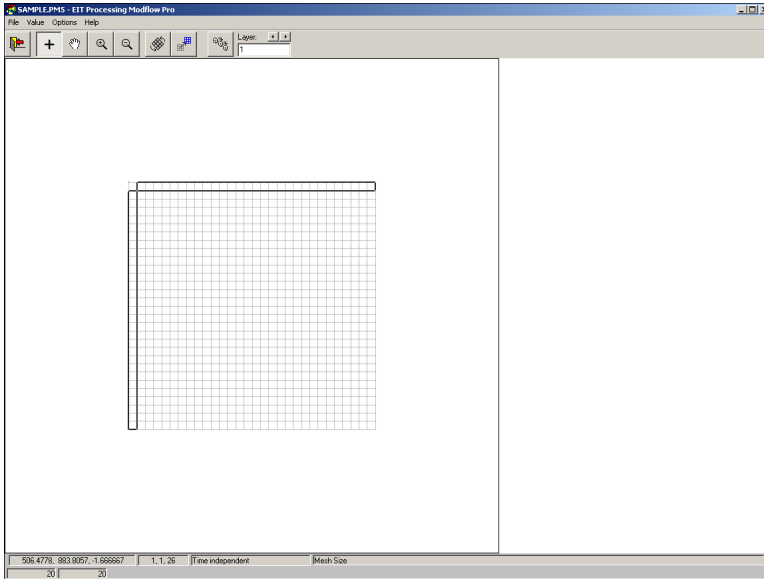 SAMPLE.PM5 - EIT Processing Modflow Pro
File Value Options Help
Layer:
1
506.4778, 883.8057, -1.666667 1, 1, 26 Time independent Mesh Size
20 20